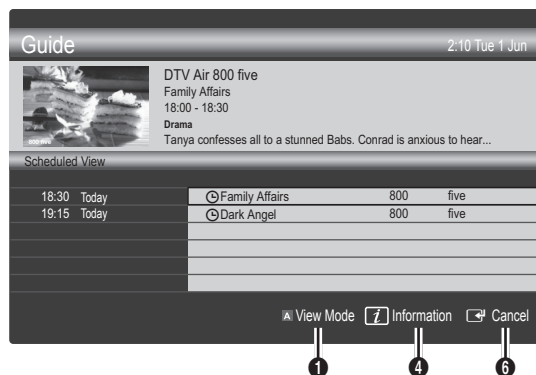 Guide 2:10 Tue 1 Jun
DTV Air 800 five
Family Affairs
18:00 - 18:30
Drama
Tanya confesses all to a stunned Babs. Conrad is anxious to hear...
800 five
Scheduled View
18:30 Today Family Affairs 800 five
19:15 Today Dark Angel 800 five
A View Mode i Information Cancel
1 4 6